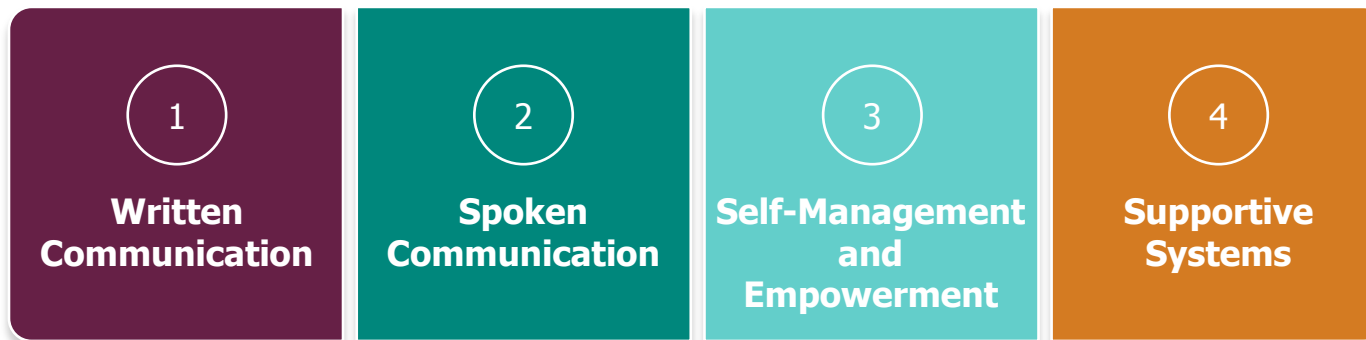 1
Written
Communication
2
Spoken
Communication
3
Self-Management
and
Empowerment
4
Supportive
Systems